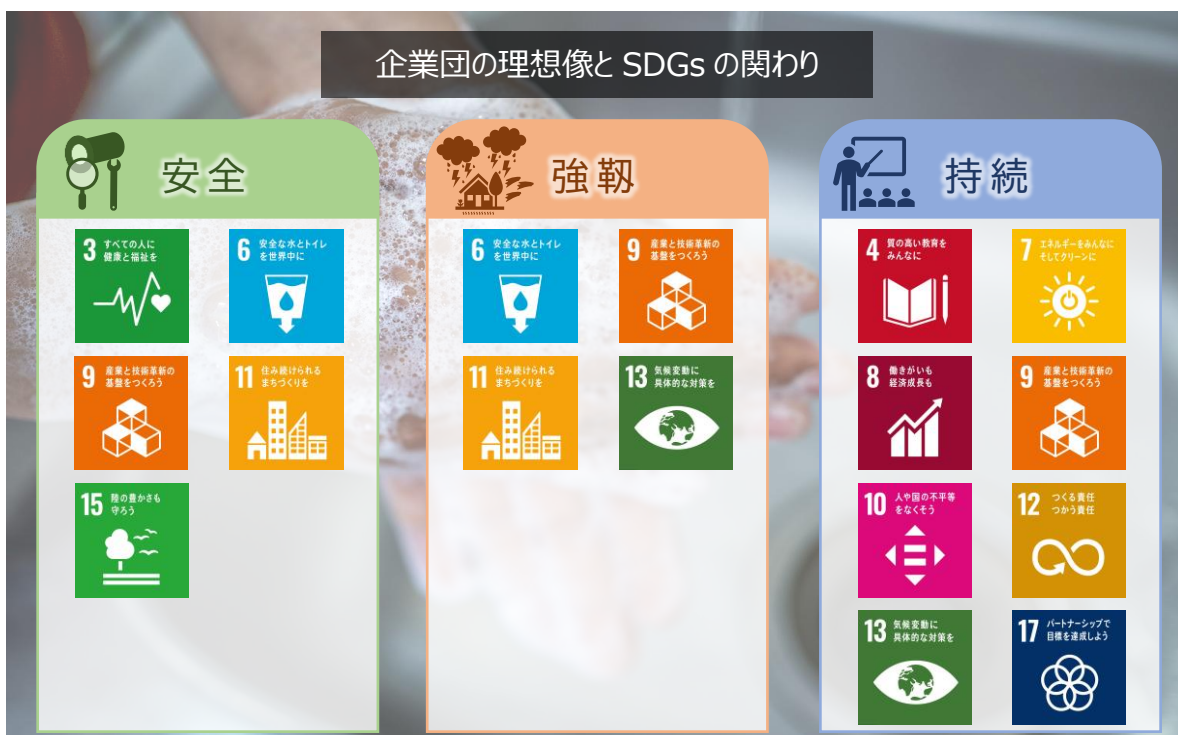 企業団の理想像と SDGs の関わり
安全
3 すべての人に
健康と福祉を
6 安全な水とトイレ
を世界中に
9 産業と技術革新の
基盤をつくろう
11 住み続けられる
まちづくりを
15 陸の豊かさも
守ろう
強靱
6 安全な水とトイレ
を世界中に
9 産業と技術革新の
基盤をつくろう
11 住み続けられる
まちづくりを
13 気候変動に
具体的な対策を
持続
4 質の高い教育を
みんなに
7 エネルギーをみんなに
そしてクリーンに
8 働きがいも
経済成長も
9 産業と技術革新の
基盤をつくろう
10 人や国の不平等
をなくそう
12 つくる責任
つかう責任
13 気候変動に
具体的な対策を
17 パートナーシップで
目標を達成しよう